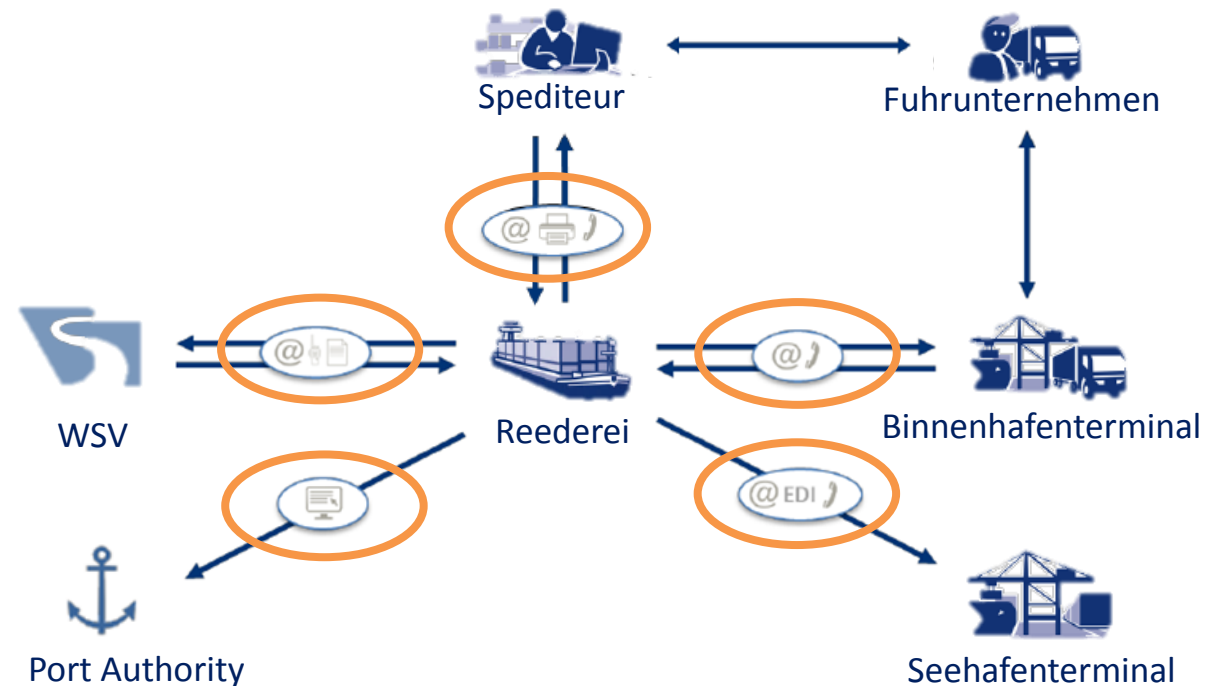 Spediteur
Fuhrunternehmen
@
@
@
WSV
Reederei
Binnenhafenterminal
@ EDI
Port Authority
Seehafenterminal